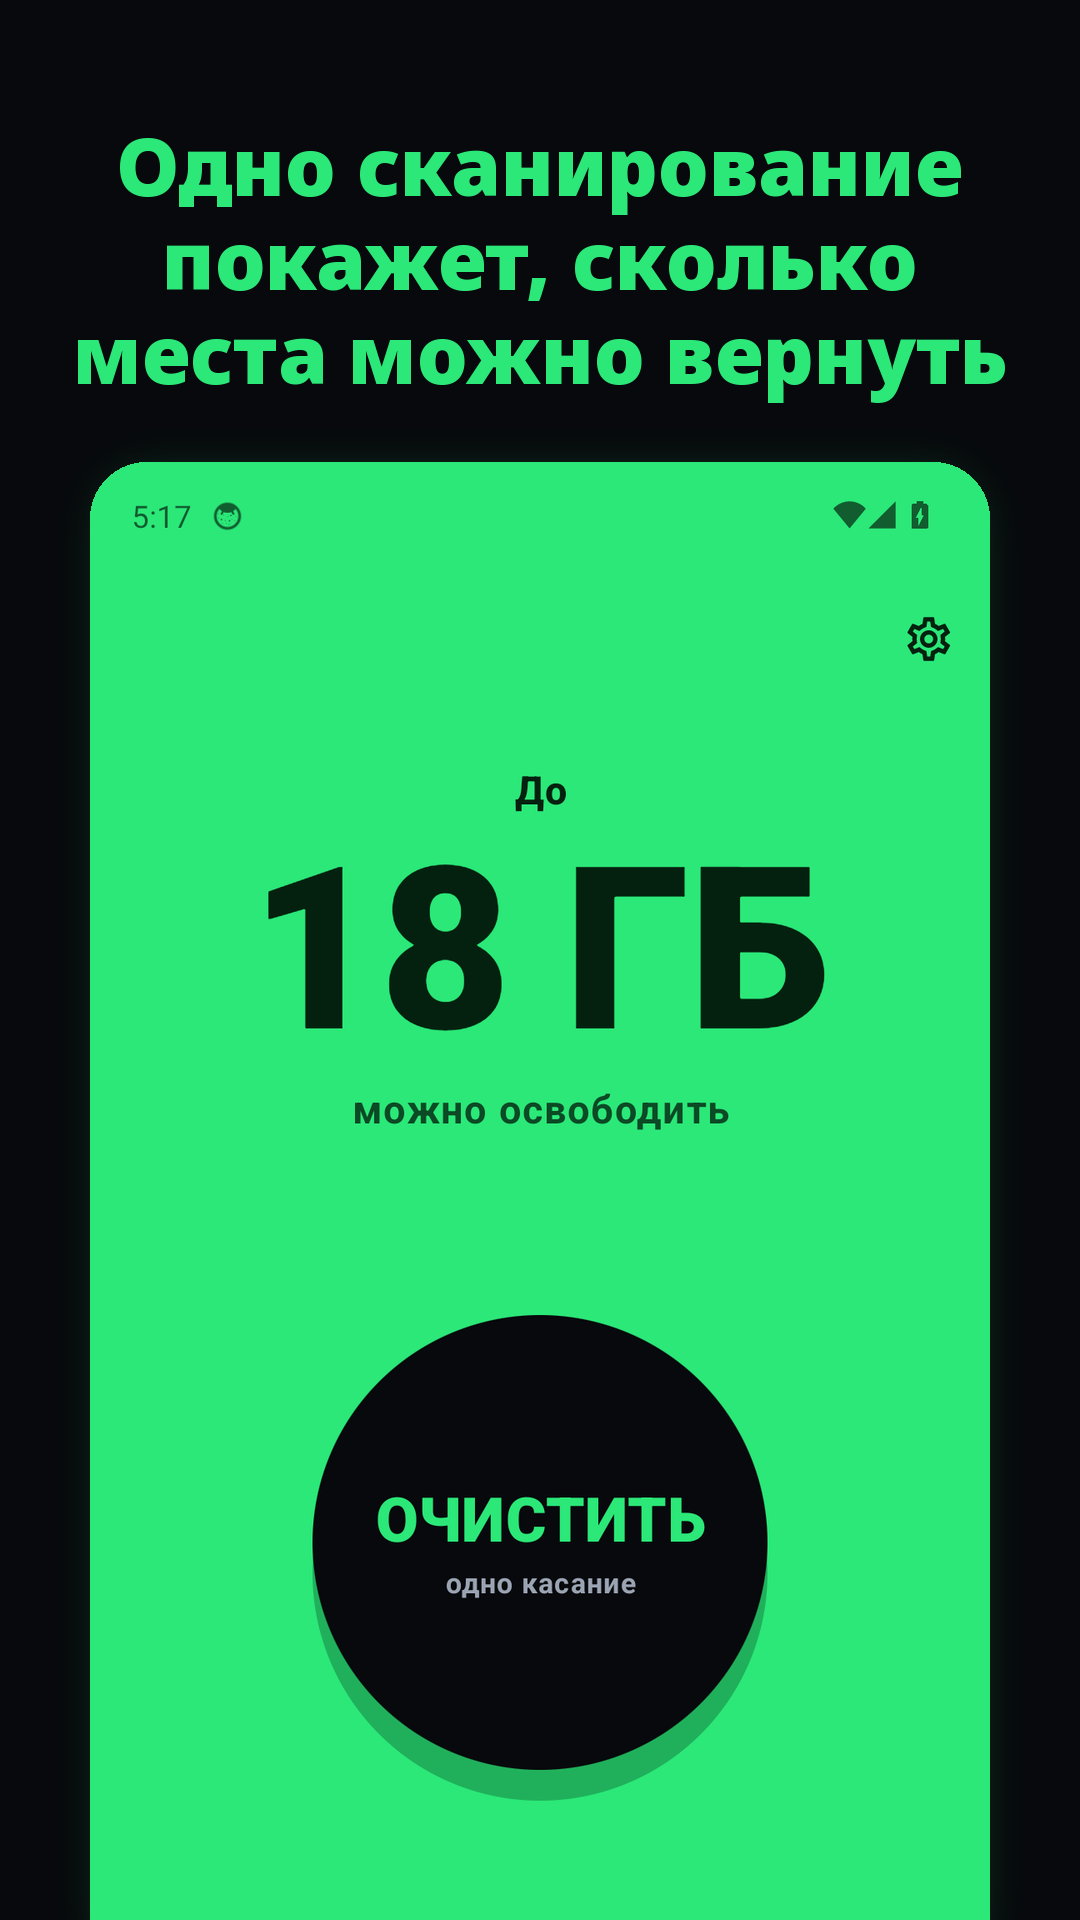 Одно сканирование
покажет, сколько
места можно вернуть
5:17
До
18 ГБ
можно освободить
ОЧИСТИТЬ
одно касание